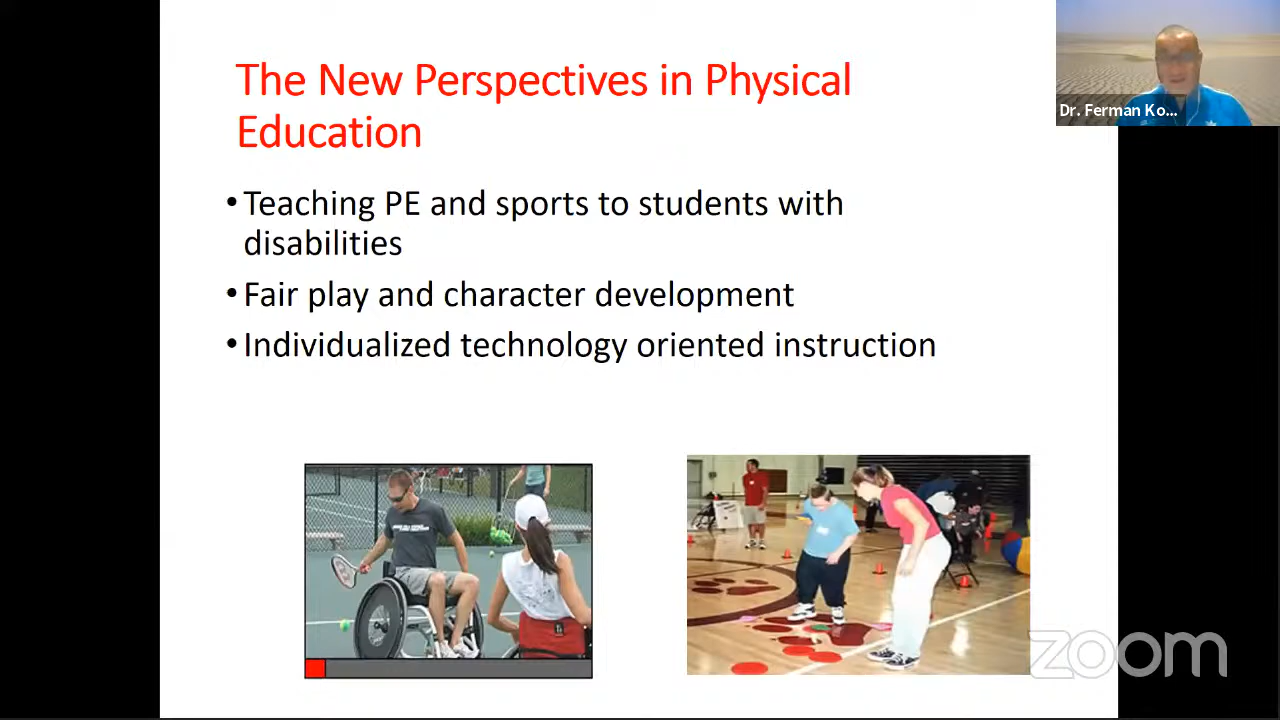 The New Perspectives in Physical
Education
• Teaching PE and sports to students with
disabilities
• Fair play and character development
• Individualized technology oriented instruction
Dr. Ferman Ko...
zoom